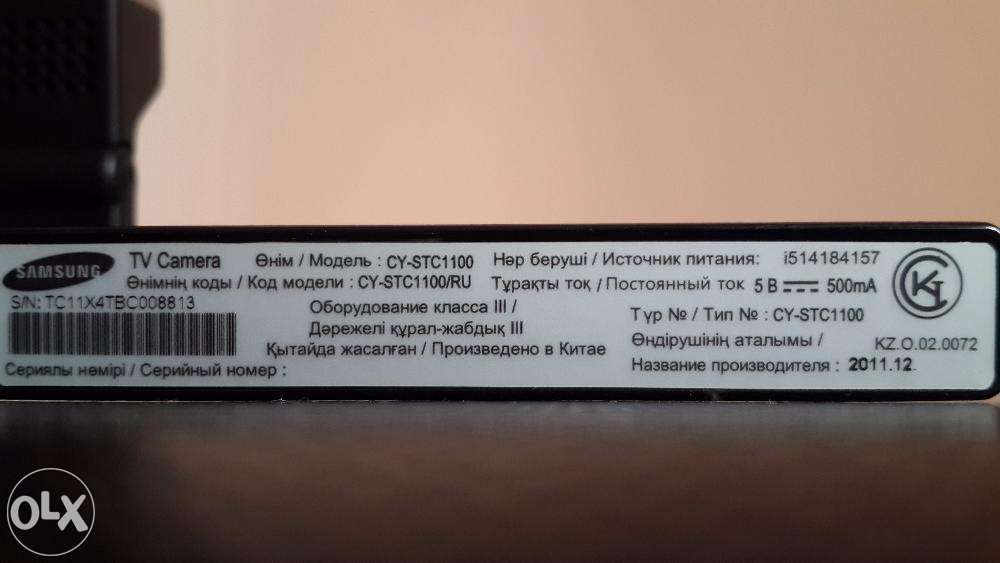 SAMSUNG
TV Camera
Өнім / Модель : CY-STC1100
Өнімнің коды / Код модели : CY-STC1100/RU
S/N: TC11X4TBC008813
Оборудование класса III /
Дәрежелі құрал-жабдық III
Қытайда жасалған / Произведено в Китае
Сериялы нөмірі / Серийный номер :
Нәр беруші / Источник питания: i514184157
Тұрақты тоқ / Постоянный ток 5 В 500mA
Түр № / Тип № : CY-STC1100
Өндірушінің аталымы /
Название производителя : 2011.12.
KZ.O.02.0072
OLX